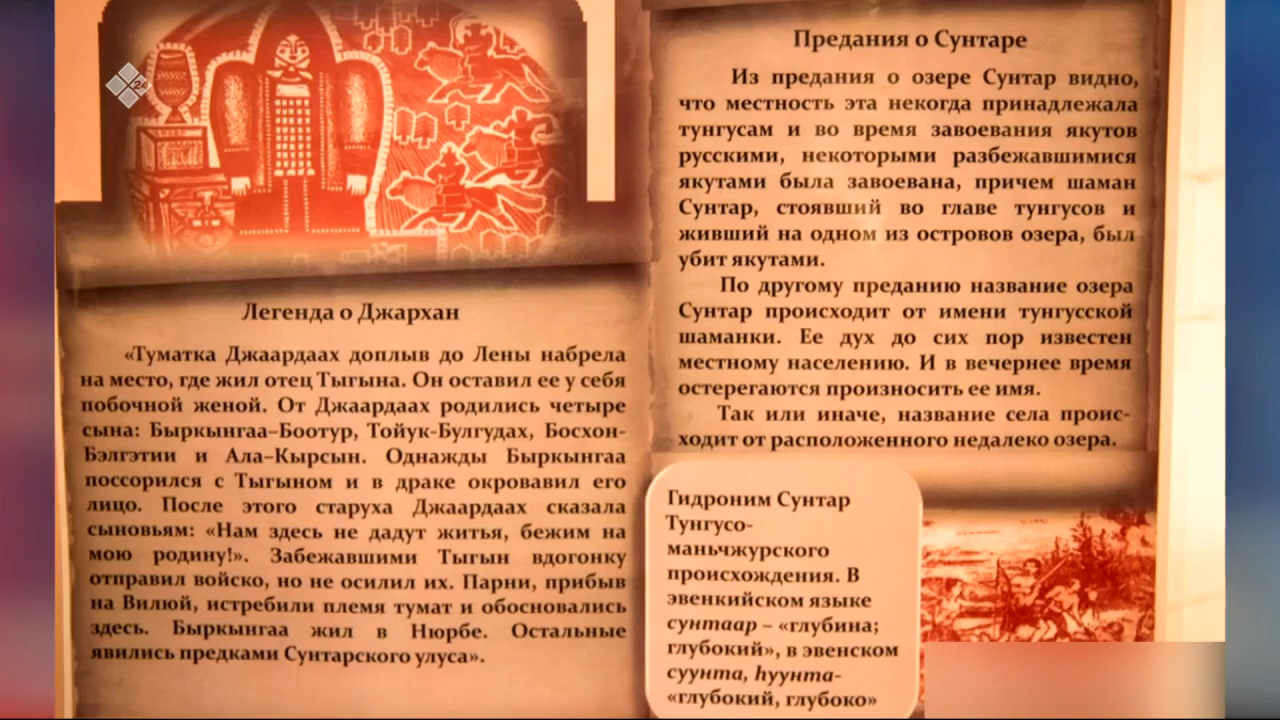 Х24
Легенда о Джархан
«Туматка Джаардаах доплыв до Лены набрела
на место, где жил отец Тыгына. Он оставил ее у себя
побочной женой. От Джаардаах родились четыре
сына: Быркынгаа–Боотур, Тойук-Булгудах, Босхон-
Бэлгэтии и Ала–Кырсын. Однажды Быркынгаа
поссорился с Тыгыном и в драке окровавил его
лицо. После этого старуха Джаардаах сказала
сыновьям: «Нам здесь не дадут житья, бежим на
мою родину!». Забежавшими Тыгын вдогонку
отправил войско, но не осилил их. Парни, прибыв
на Вилюй, истребили племя тумат и обосновались
здесь. Быркынгаа жил в Нюрбе. Остальные
явились предками Сунтарского улуса».
Предания о Сунтаре
Из предания о озере Сунтар видно,
что местность эта некогда принадлежала
тунгусам и во время завоевания якутов
русскими, некоторыми разбежавшимися
якутами была завоевана, причем шаман
Сунтар, стоявший во главе тунгусов и
живший на одном из островов озера, был
убит якутами.
По другому преданию название озера
Сунтар происходит от имени тунгусской
шаманки. Ее дух до сих пор известен
местному населению. И в вечернее время
остерегаются произносить ее имя.
Так или иначе, название села проис-
ходит от расположенного недалеко озера.
Гидроним Сунтар
Тунгусо-
маньчжурского
происхождения. В
эвенкийском языке
сунтаар – «глубина;
глубокий», в эвенском
суунта, һуунта-
«глубокий, глубоко»